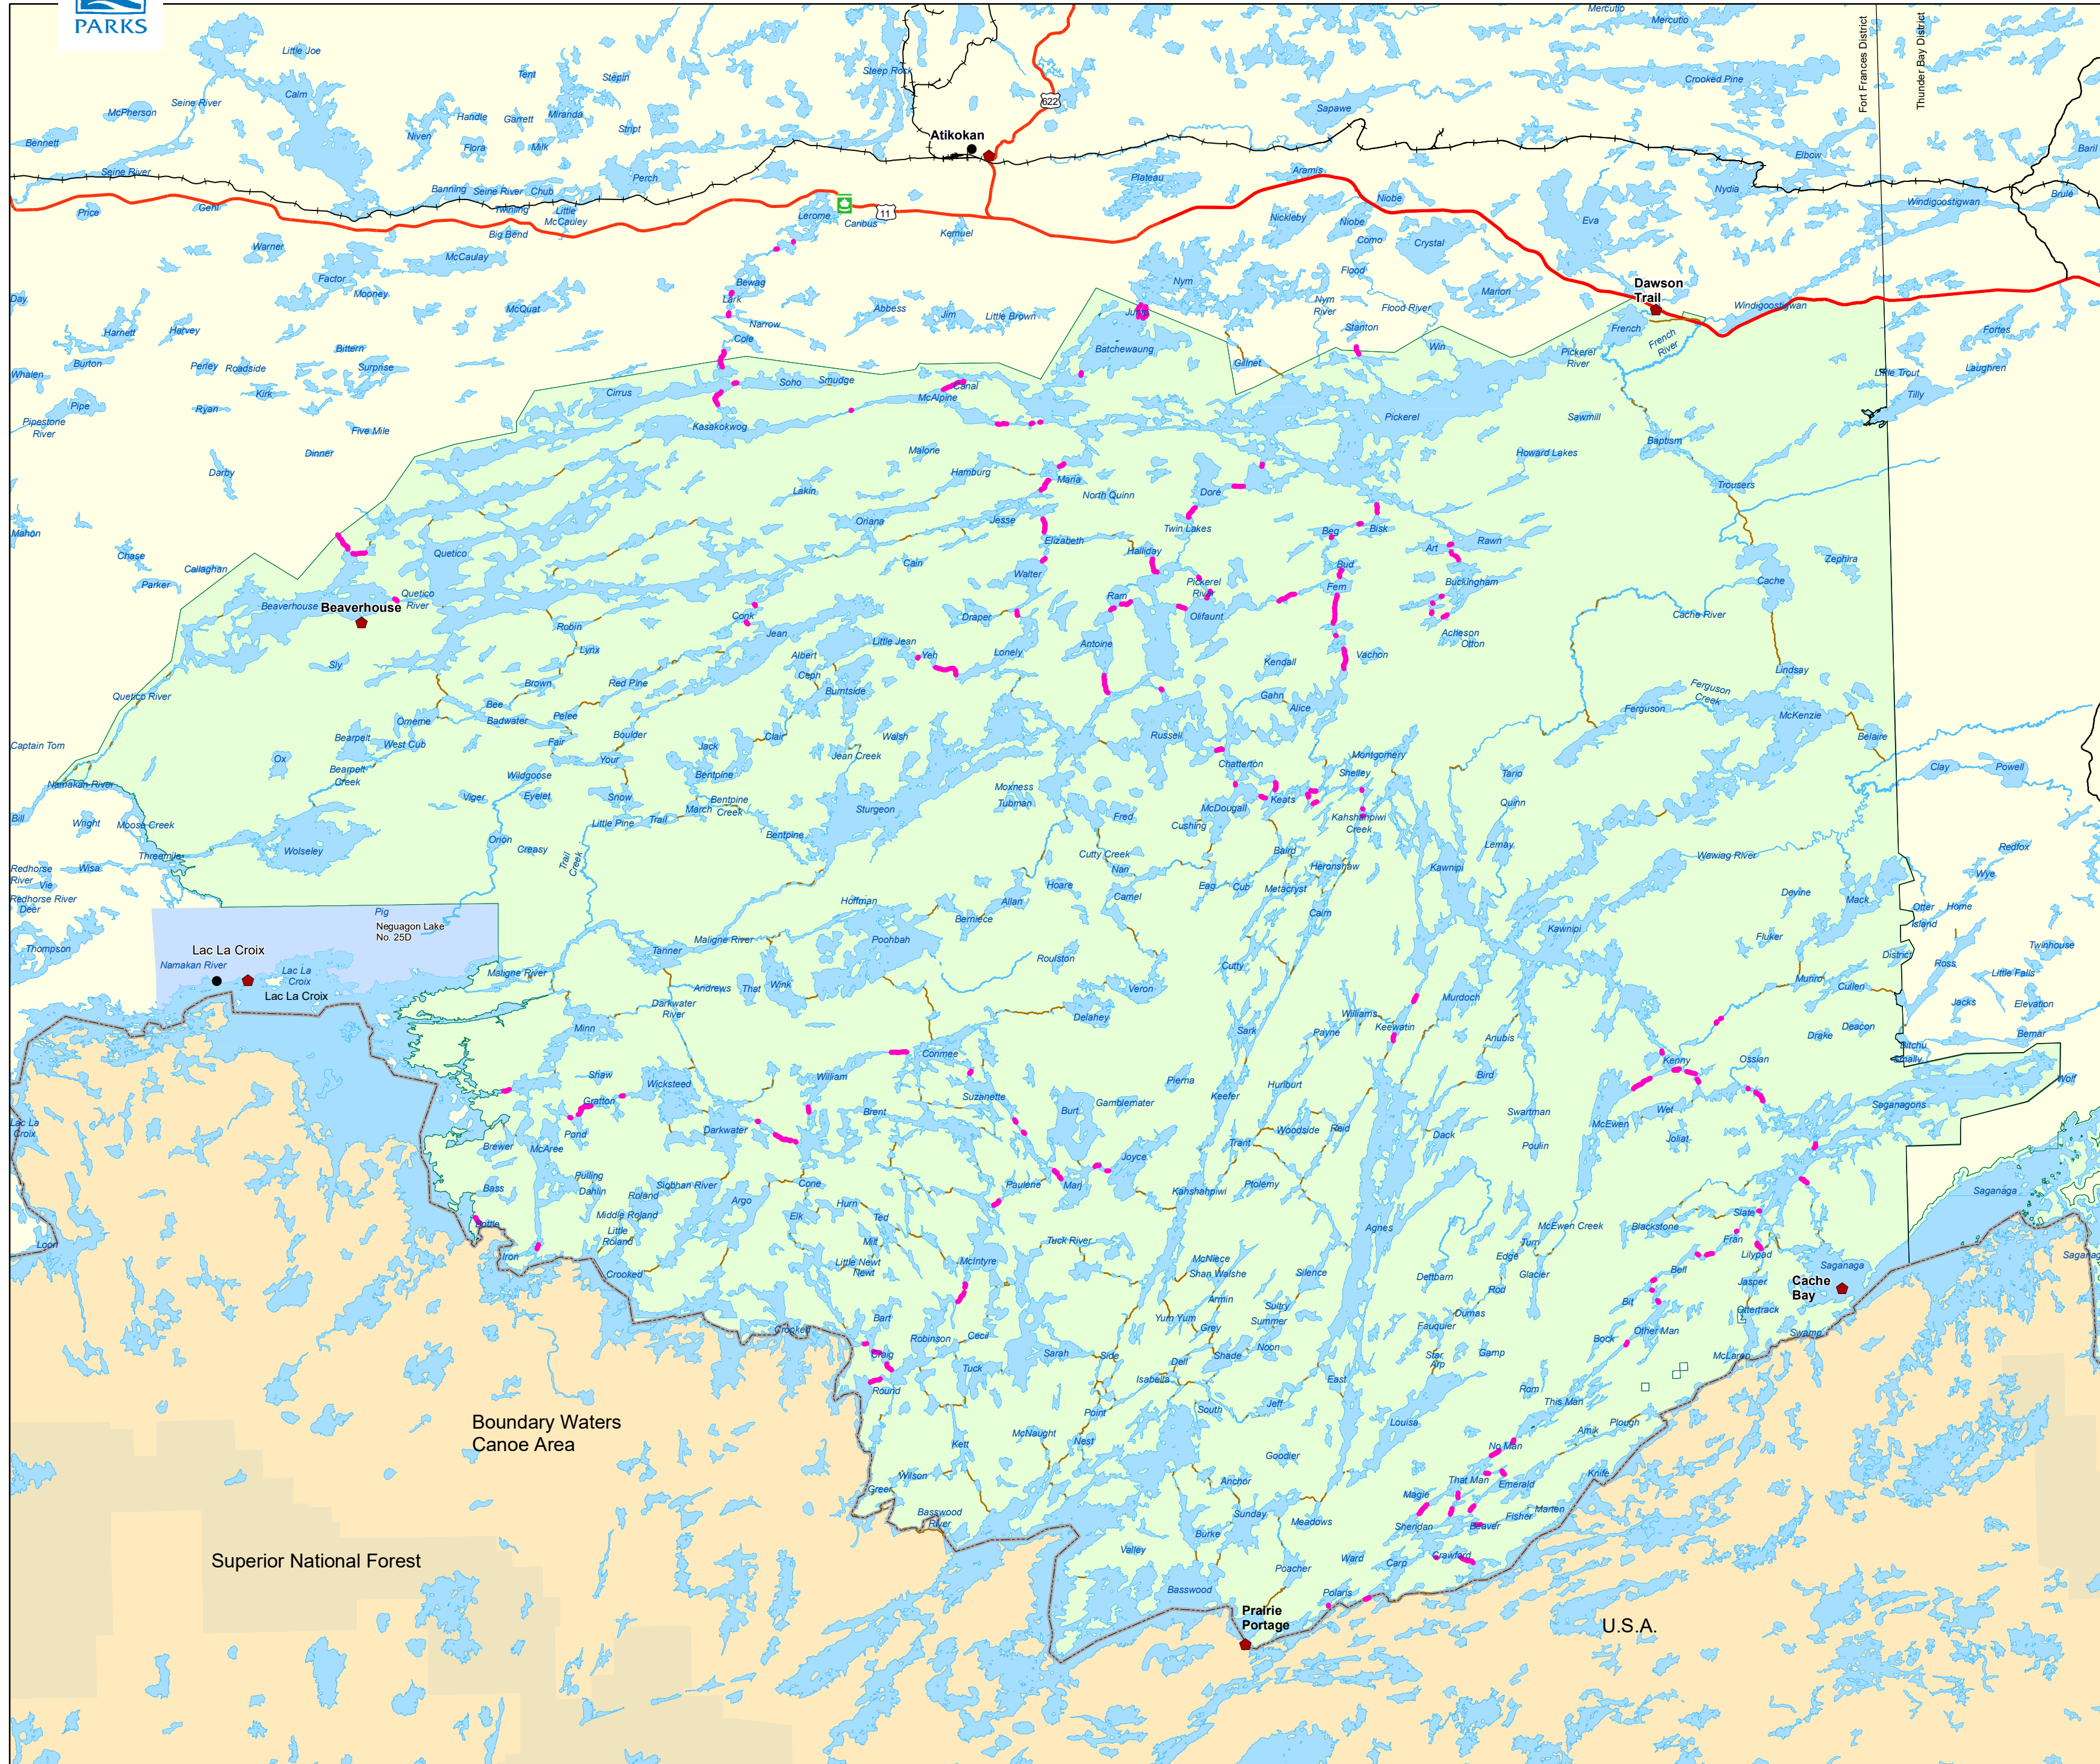 PARKS
Mercutio
Mercutio
Fort Frances District
Thunder Bay District
Little Joe
Tent
Stepin
Steep Rock
Crooked Pine
Calm
McPherson
Seine River
Handle
Garrett
Miranda
622
Sapawe
Niven
Flora
Milk
Stript
Atikokan
Bennett
Elbow
Baril
Seine River
Perch
Plateau
Aramis
Banning
Seine River
Chub
Nydia
Brulé
Price
Gehl
Twinling
Little
McCauley
Lerome
Caribus
11
Niobe
Windigoostigwan
Nickleby
Niobe
Eva
Big Bend
Kemuel
Como
Crystal
Warner
McCaulay
Factor
Mooney
Bewag
Nym
Flood
Marion
Dawson
Trail
Day
Lark
McQuat
Abbess
Jim
Little Brown
Nym
River
Flood River
Windigoostigwan
Harnett
Harvey
Narrow
Stanton
French
French
River
Fortes
Bittern
Cole
Batchewaung
Win
Pickerel
River
Burton
Perley
Roadside
Surprise
Gillnet
Whalen
Little Trout
Laughren
Kirk
Cirrus
Soho
Smudge
Canal
Tilly
Pipe
Ryan
McAlpine
Pickerel
Sawmill
Pipestone
River
Five Mile
Kasakokwog
Baptism
Dinner
Malone
Howard Lakes
Darby
Hamburg
Maria
Trousers
Lakin
North Quinn
Doré
Mahon
Oriana
Jesse
Twin Lakes
Beg
Bisk
Chase
Quetico
Elizabeth
Halliday
Art
Rawn
Callaghan
Cain
Walter
Bud
Zephira
Parker
Quetico
River
Pickerel
River
Fern
Buckingham
Cache
Beaverhouse
Beaverhouse
Conk
Draper
Ram
Olifaunt
Cache River
Robin
Jean
Little Jean
Antoine
Acheson
Otton
Sly
Lynx
Albert
Yeh
Lonely
Kendall
Vachon
Ceph
Lindsay
Quetico River
Brown
Red Pine
Burntside
Gahn
Ferguson
Creek
Bee
Alice
Ferguson
Omeme
Badwater
Pelee
McKenzie
Captain Tom
Bearpelt
West Cub
Fair
Boulder
Jack
Clair
Walsh
Russell
Belaire
Ox
Bearpelt
Creek
Your
Jean Creek
Chatterton
Montgomery
Shelley
Wildgoose
Bentpine
Tario
Clay
Powell
Namakan River
Viger
Eyelet
Snow
March
Bentpine
Creek
Sturgeon
Moxness
Tubman
McDougall
Keats
Quinn
Bill
Wright
Moose Creek
Little Pine
Trail
Bentpine
Fred
Cushing
Kahshahpiwi
Creek
Threemile
Wolseley
Orion
Creasy
Trail
Creek
Cutty Creek
Baird
Lemay
Wawiag River
Redfox
Redhorse
River
Wisa
Nan
Heronshaw
Kawnipi
Wye
Vie
Hoare
Eag
Cub
Metacryst
Redhorse River
Deer
Pig
Hoffman
Allan
Camel
Devine
Mack
Otter
Home
Island
Neguagon Lake
No. 25D
Berniece
Cairn
Kawnipi
Fluker
Thompson
Lac La Croix
Maligne River
Poohbah
Tanner
Roulston
District
Twinhouse
Namakan River
Lac La
Croix
Maligne River
Cutty
Ross
Little Falls
Lac La Croix
Andrews
That
Wink
Veron
Munro
Cullen
Darkwater
River
Williams
Murdoch
Jacks
Elevation
Minn
Delahey
Sark
Payne
Keewatin
Anubis
Drake
Deacon
Bemar
Conmee
Bitchu
Shaw
Wicksteed
William
Kenny
Ossian
Wolf
Lac La
Croix
Grafton
Suzanette
Pierna
Keefer
Hurlburt
Bird
Brent
Burt
Gamblemater
Swartman
Wet
Saganagons
McEwen
Pond
Darkwater
Woodside
Reid
Dack
Joliat
Brewer
McAree
Trant
Poulin
Bass
Pulling
Dahlin
Siobhan River
Cone
Paulene
Marj
Joyce
Kahshahpiwi
Ptolemy
Roland
Argo
Saganaga
Middle Roland
Elk
Hurn
Ted
Agnes
McEwen Creek
Blackstone
Slate
Bottle
Little
Roland
Milt
Tuck River
Turn
Fran
Loon
Iron
Little Newt
Newt
McIntyre
McNiece
Edge
Lilypad
Saganaga
Crooked
Shan Walshe
Silence
Dettbarn
Glacier
Bell
Jasper
Cache
Bay
Rod
Armin
Sultry
Summer
Bit
Ottertrack
Crooked
Bart
Yum Yum
Grey
Dumas
Fauquier
Robinson
Cecil
Noon
Bock
Other Man
Swamp
Craig
Sarah
Side
Dell
Shade
Star
Arp
Gamp
McLaren
Round
Tuck
Isabella
East
Rom
This Man
Point
South
Jeff
Louisa
Plough
Boundary Waters
Canoe Area
McNaught
Nest
Amik
Kett
Goodier
No Man
Wilson
Anchor
That Man
Knife
Greer
Magie
Emerald
Basswood
River
Sunday
Meadows
Sheridan
Beaver
Fisher
Marten
Burke
Superior National Forest
Valley
Ward
Carp
Crawford
Poacher
Basswood
Polaris
Prairie
Portage
U.S.A.